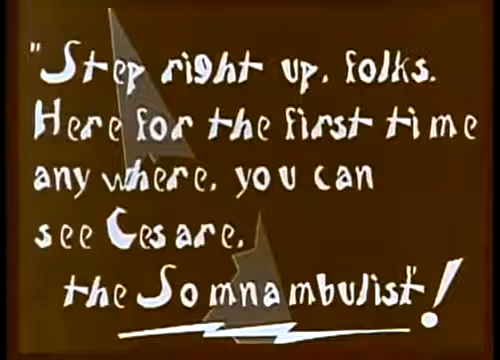 "Step right up, folks.
Here for the first time
any where, you can
see Cesare,
the Somnambulist"!